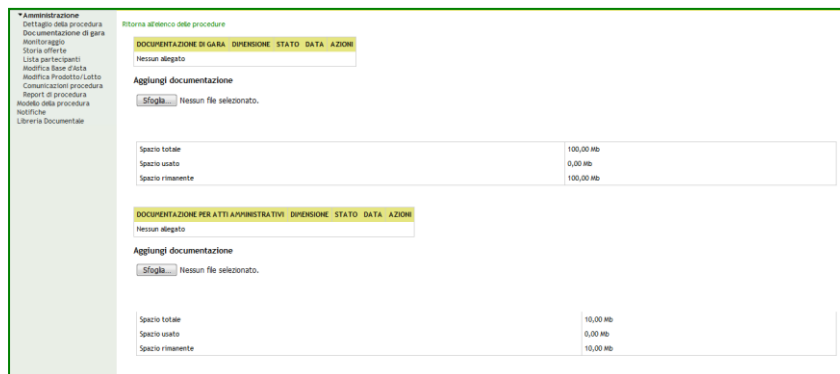 ▼Amministrazione
Dettaglio della procedura
Documentazione di gara
Monitoraggio
Storia offerte
Lista partecipanti
Modifica Base d'Asta
Modifica Prodotto/Lotto
Comunicazioni procedura
Report di procedura
Modello della procedura
Notifiche
Libreria Documentale
Ritorna all'elenco delle procedure
DOCUMENTAZIONE DI GARA DIMENSIONE STATO DATA AZIONI
Nessun allegato
Aggiungi documentazione
Sfoglia... Nessun file selezionato.
Spazio totale 100,00 Mb
Spazio usato 0,00 Mb
Spazio rimanente 100,00 Mb
DOCUMENTAZIONE PER ATTI AMMINISTRATIVI DIMENSIONE STATO DATA AZIONI
Nessun allegato
Aggiungi documentazione
Sfoglia... Nessun file selezionato.
Spazio totale 10,00 Mb
Spazio usato 0,00 Mb
Spazio rimanente 10,00 Mb